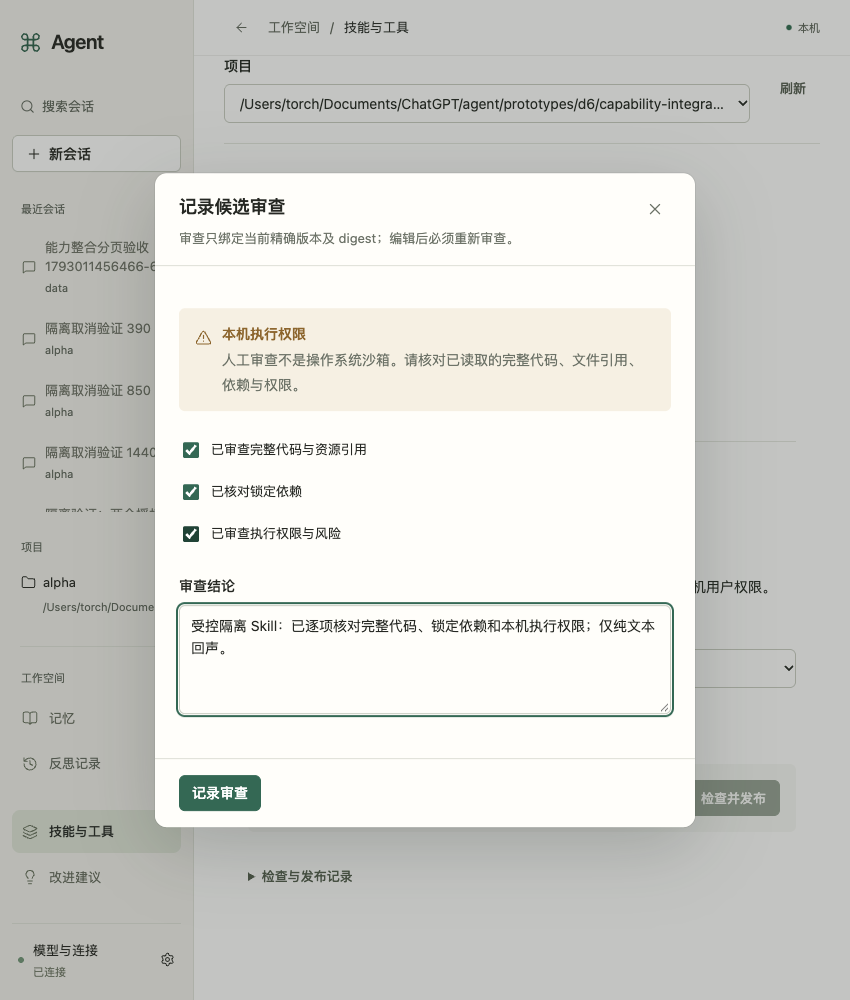 Agent
搜索会话
新会话
最近会话
能力整合分页验收
1793011456466-6
data
隔离取消验证 390
alpha
隔离取消验证 850
alpha
隔离取消验证 1440
alpha
项目
alpha
/Users/torch/Docume
工作空间
记忆
反思记录
技能与工具
改进建议
模型与连接
已连接
工作空间 / 技能与工具
本机
项目
/Users/torch/Documents/ChatGPT/agent/prototypes/d6/capability-integra...
刷新
记录候选审查
审查只绑定当前精确版本及 digest；编辑后必须重新审查。
本机执行权限
人工审查不是操作系统沙箱。请核对已读取的完整代码、文件引用、
依赖与权限。
已审查完整代码与资源引用
已核对锁定依赖
已审查执行权限与风险
审查结论
受控隔离 Skill：已逐项核对完整代码、锁定依赖和本机执行权限；仅纯文本
回声。
记录审查
机用户权限。
检查并发布
检查与发布记录